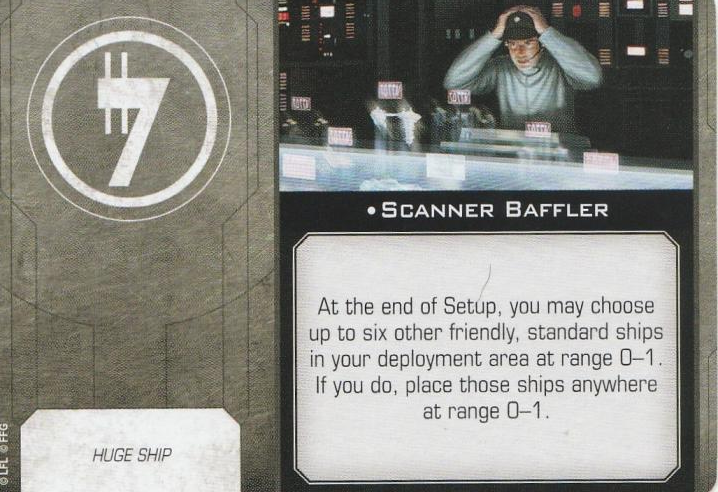 • SCANNER BAFFLER
At the end of Setup, you may choose
up to six other friendly, standard ships
in your deployment area at range 0–1.
If you do, place those ships anywhere
at range 0–1.
HUGE SHIP
©LFL ©FFG